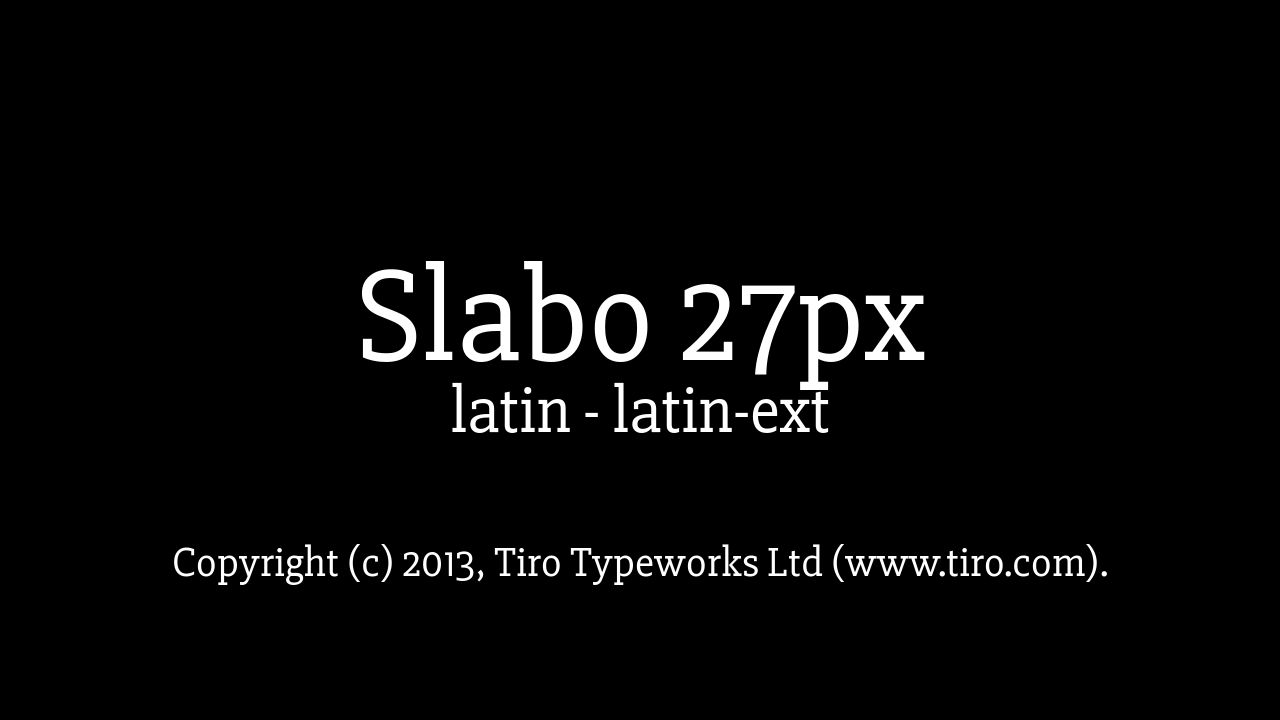 Slabo 27px
latin - latin-ext
Copyright (c) 2013, Tiro Typeworks Ltd (www.tiro.com).